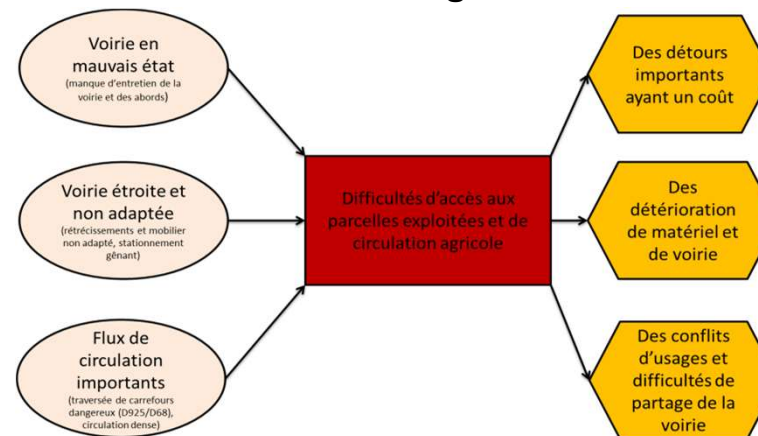 Voirie en
mauvais état
(manque d'entretien de la
voirie et des abords)
Voirie étroite et
non adaptée
(rétrécissements et mobilier
non adapté, stationnement
gênant)
Flux de
circulation
importants
(traversée de carrefours
dangereux (D925/D68),
circulation dense)
Difficultés d'accès aux
parcelles exploitées et de
circulation agricole
Des détours
importants
ayant un coût
Des
détérioration
de matériel et
de voirie
Des conflits
d'usages et
difficultés de
partage de la
voirie